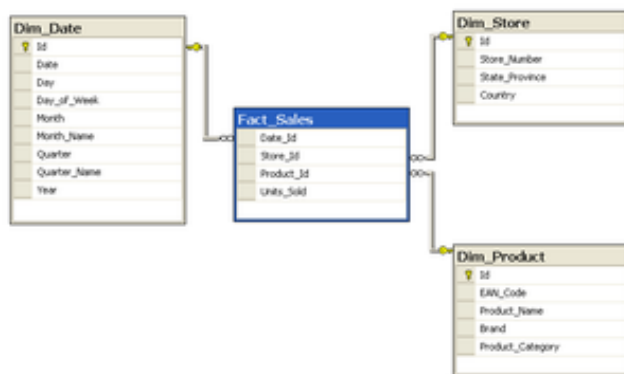 Dim_Date
Id
Date
Day
Day_of_Week
Month
Month_Name
Quarter
Quarter_Name
Year
Fact_Sales
Date_Id
Store_Id
Product_Id
Units_Sold
Dim_Store
Id
Store_Number
State_Province
Country
Dim_Product
Id
EAN_Code
Product_Name
Brand
Product_Category